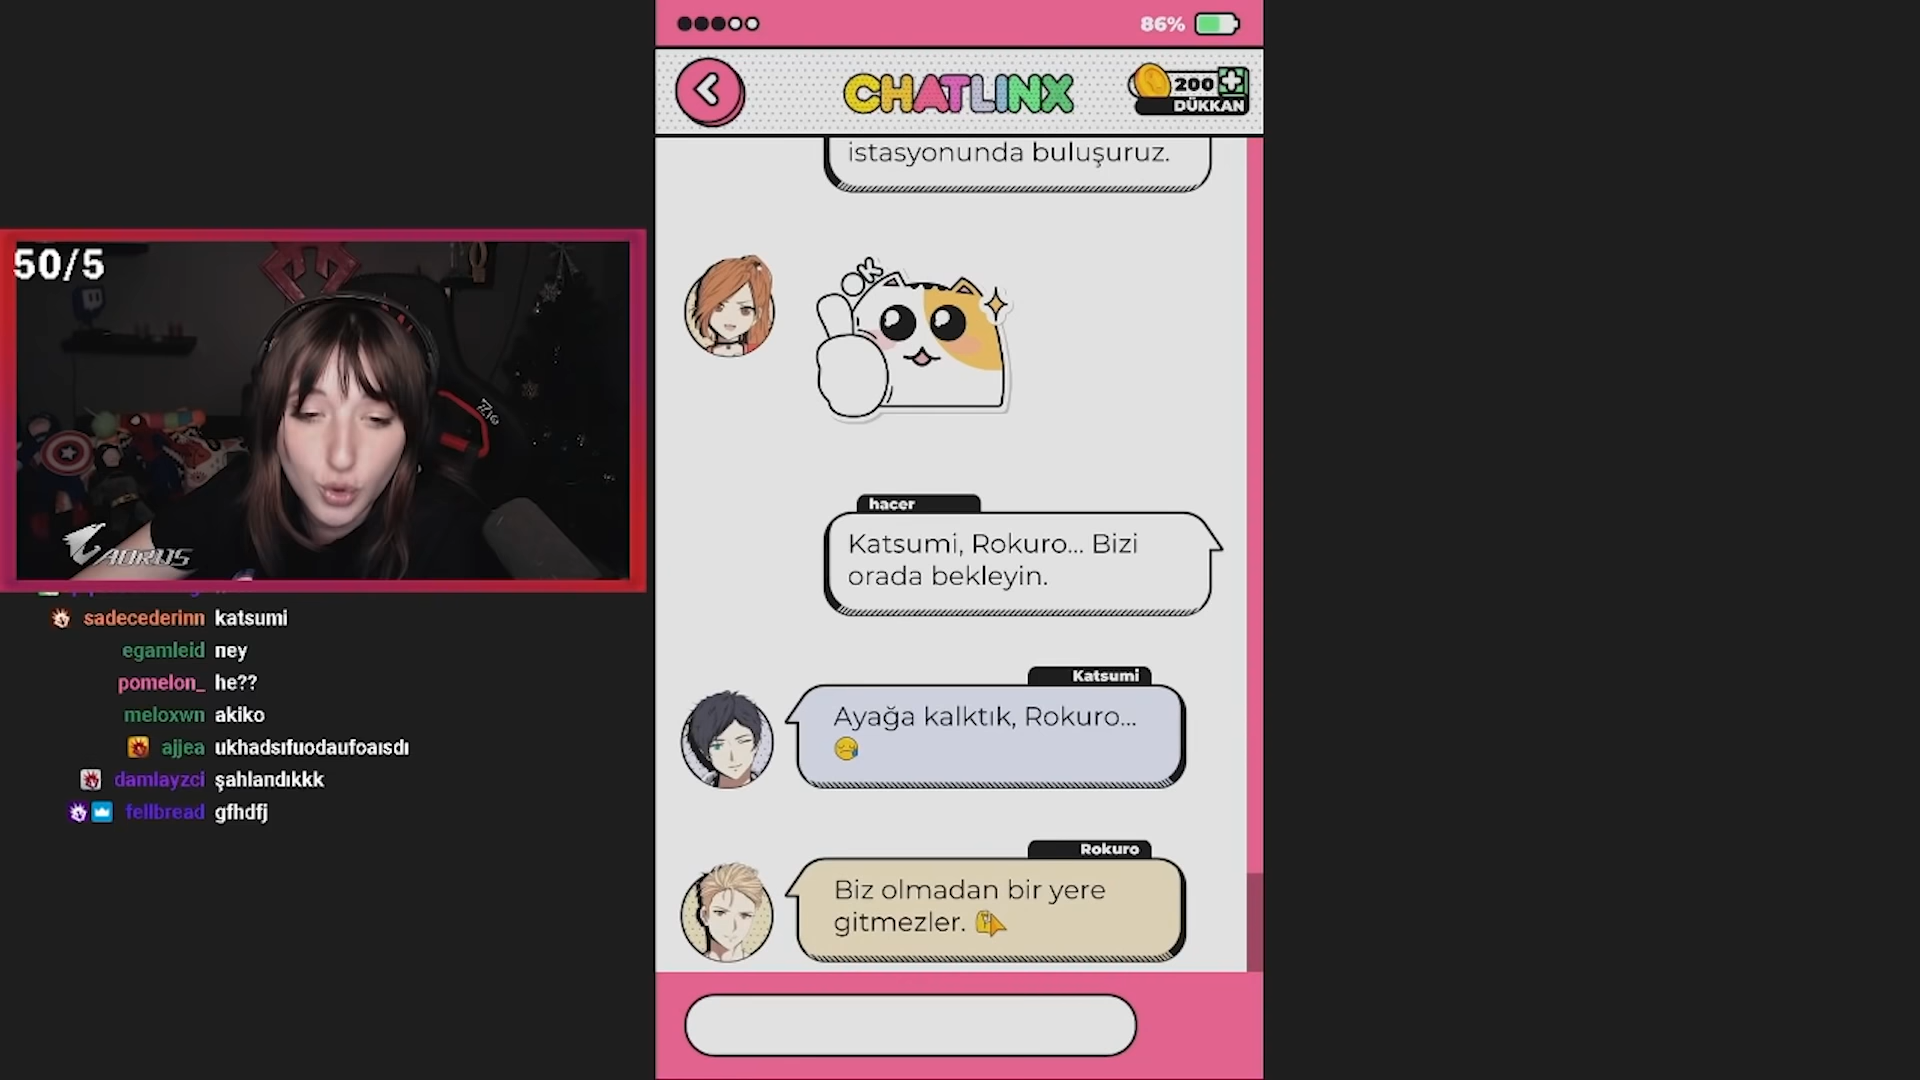 86%
CHATLINX
200
DÜKKAN
istasyonunda buluşuruz.
OK
hacer
Katsumi, Rokuro... Bizi
orada bekleyin.
Katsumi
Ayağa kalktık, Rokuro...
Rokuro
Biz olmadan bir yere
gitmezler.
50/5
AORUS
sadecederinn katsumi
egamleid ney
pomelon_ he??
meloxwn akiko
ajjea ukhadsıfuodaufoaısdı
damlayzci şahlandıkkk
fellbread gfhdfj